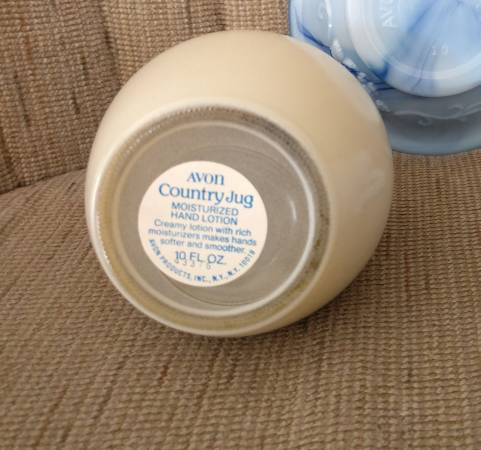 AVON
Country Jug
MOISTURIZED
HAND LOTION
Creamy lotion with rich
moisturizers makes hands
softer and smoother.
10 FL. OZ.
AVON PRODUCTS, INC., N.Y., N.Y. 10019
AVON